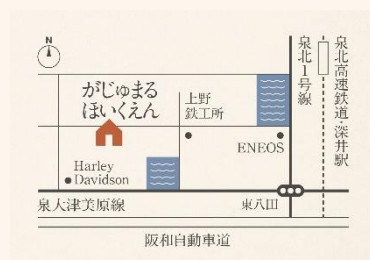 N
がじゅまる
ほいくえん
上野
鉄工所
泉北1号線
泉北高速鉄道・深井駅
ENEOS
Harley
Davidson
泉大津美原線
東八田
阪和自動車道